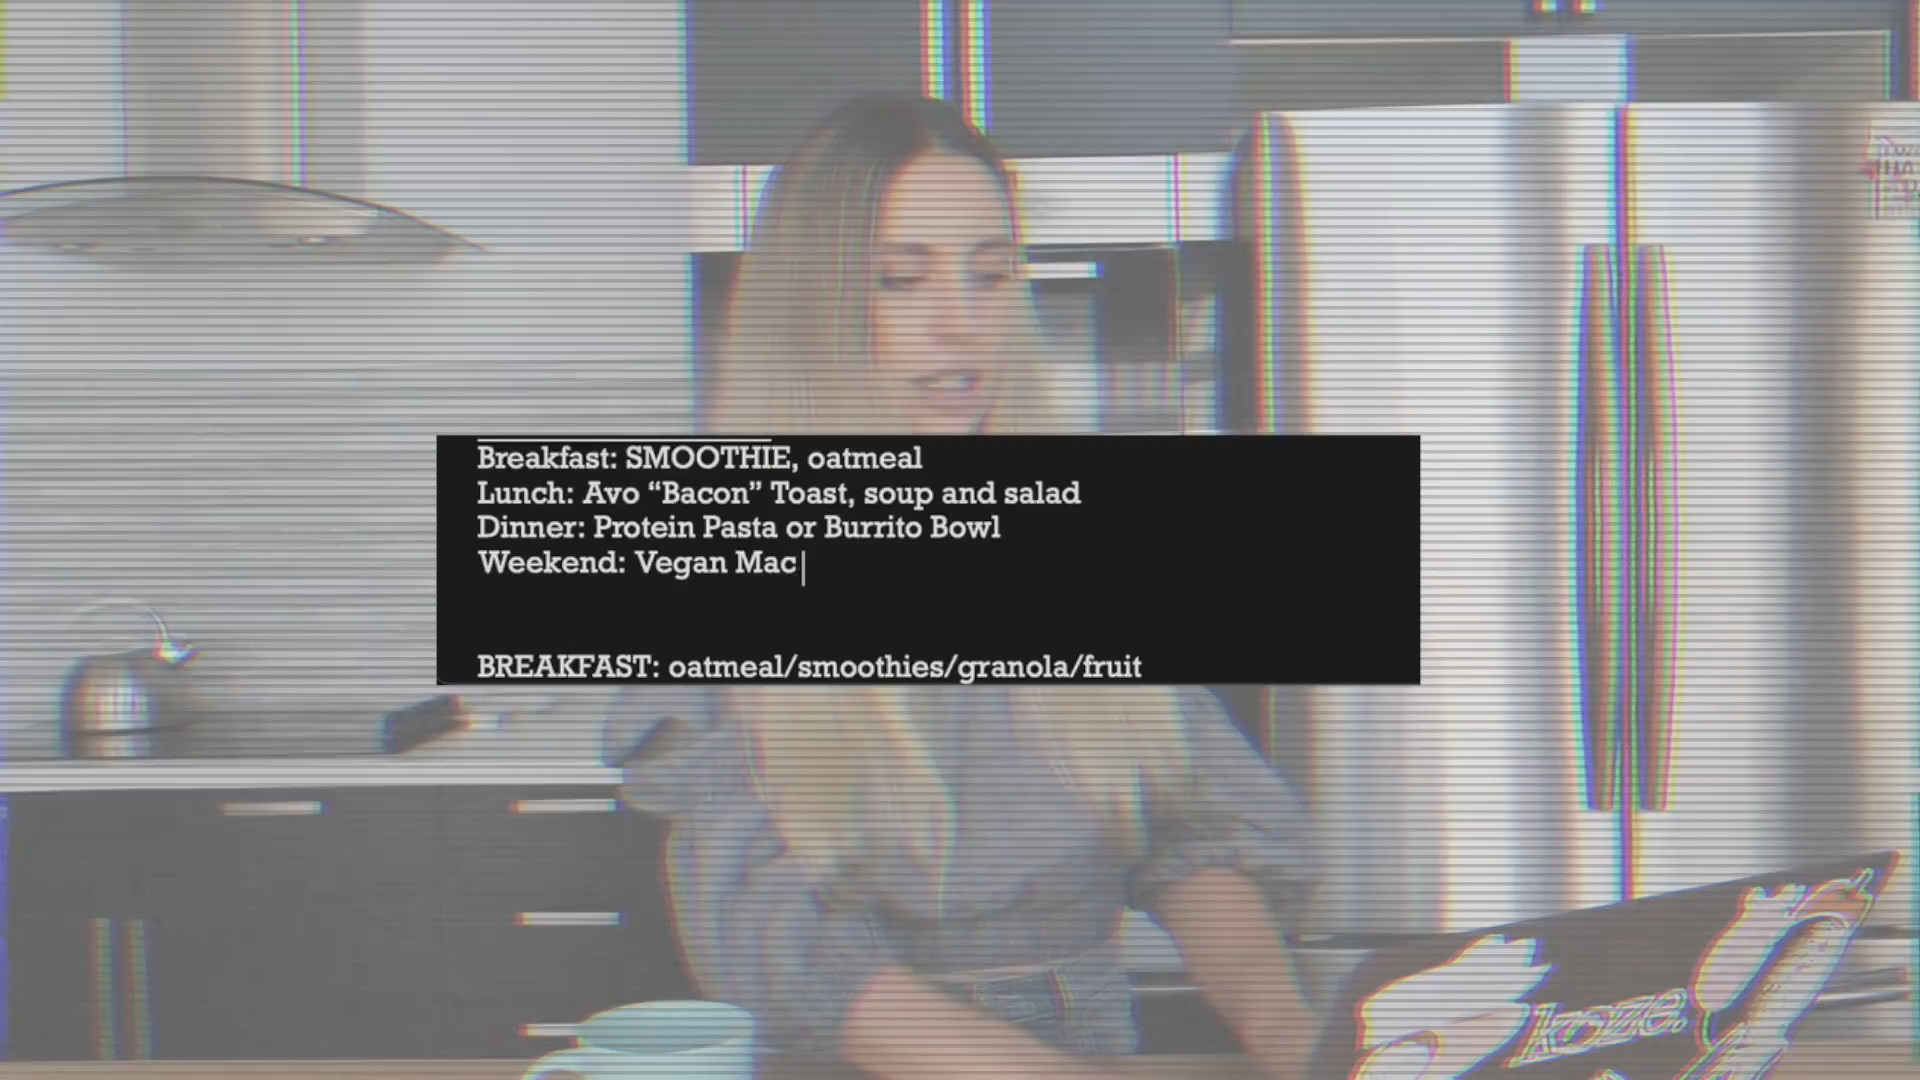 Breakfast: SMOOTHIE, oatmeal
Lunch: Avo “Bacon” Toast, soup and salad
Dinner: Protein Pasta or Burrito Bowl
Weekend: Vegan Mac
BREAKFAST: oatmeal/smoothies/granola/fruit
koze.